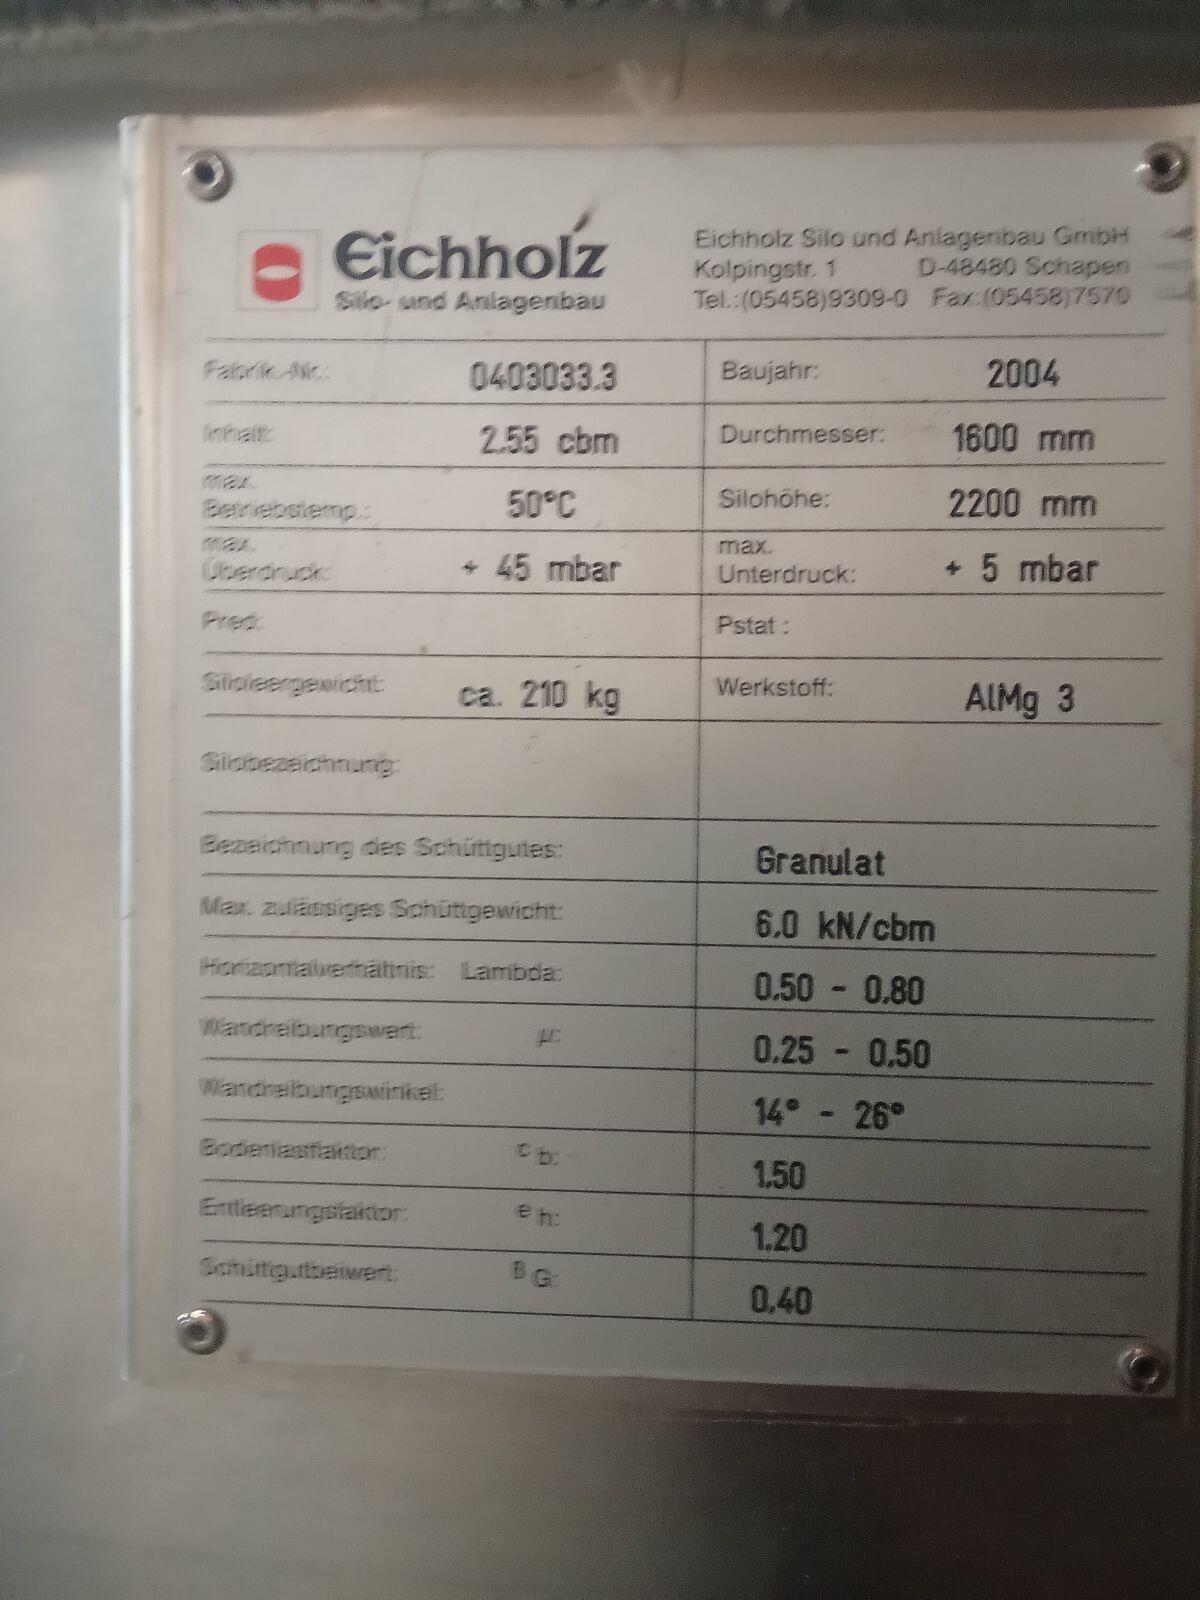 Eichholz
Silo- und Anlagenbau
Eichholz Silo und Anlagenbau GmbH
Kolpingstr. 1 D-48480 Schapen
Tel.:(05458)9309-0 Fax:(05458)7570
Fabrik.-Nr.: 0403033.3 Baujahr: 2004
Inhalt: 2.55 cbm Durchmesser: 1600 mm
max.
Betriebstemp.: 50°C Silohöhe: 2200 mm
max. max.
Überdruck: + 45 mbar Unterdruck: + 5 mbar
Pred: Pstat :
Siloleergewicht: ca. 210 kg Werkstoff: AlMg 3
Silobezeichnung:
Bezeichnung des Schüttgutes: Granulat
Max. zulässiges Schüttgewicht: 6.0 kN/cbm
Horizontalverhältnis: Lambda: 0.50 - 0.80
Wandreibungswert: µ: 0.25 - 0.50
Wandreibungswinkel: 14° - 26°
Bodenlastfaktor: c b: 1.50
Entleerungsfaktor: e h: 1.20
Schüttgutbeiwert: B G: 0.40